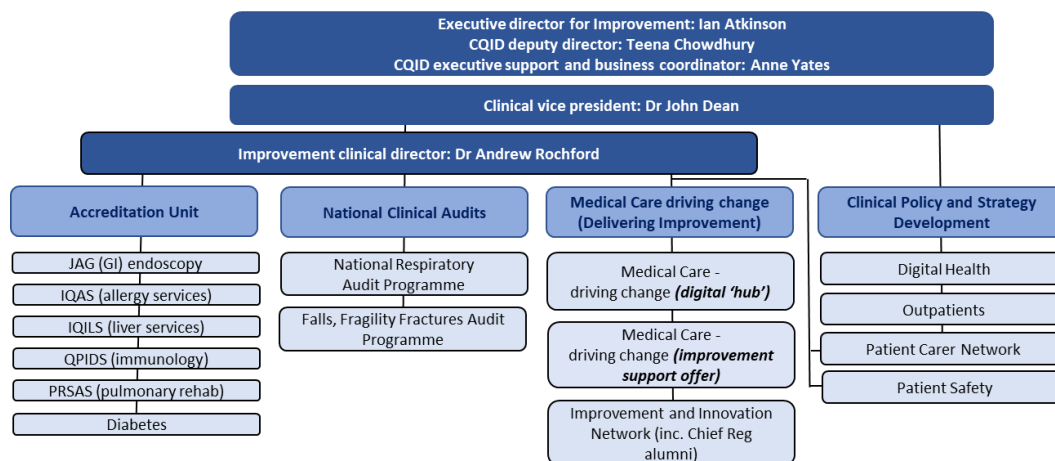 Executive director for Improvement: Ian Atkinson
CQID deputy director: Teena Chowdhury
CQID executive support and business coordinator: Anne Yates
Clinical vice president: Dr John Dean
Improvement clinical director: Dr Andrew Rochford
Accreditation Unit
JAG (GI) endoscopy
IQAS (allergy services)
IQILS (liver services)
QPIDS (immunology)
PRSAS (pulmonary rehab)
Diabetes
National Clinical Audits
National Respiratory
Audit Programme
Falls, Fragility Fractures Audit
Programme
Medical Care driving change
(Delivering Improvement)
Medical Care -
driving change (digital ‘hub’)
Medical Care -
driving change (improvement
support offer)
Improvement and Innovation
Network (inc. Chief Reg
alumni)
Clinical Policy and Strategy
Development
Digital Health
Outpatients
Patient Carer Network
Patient Safety